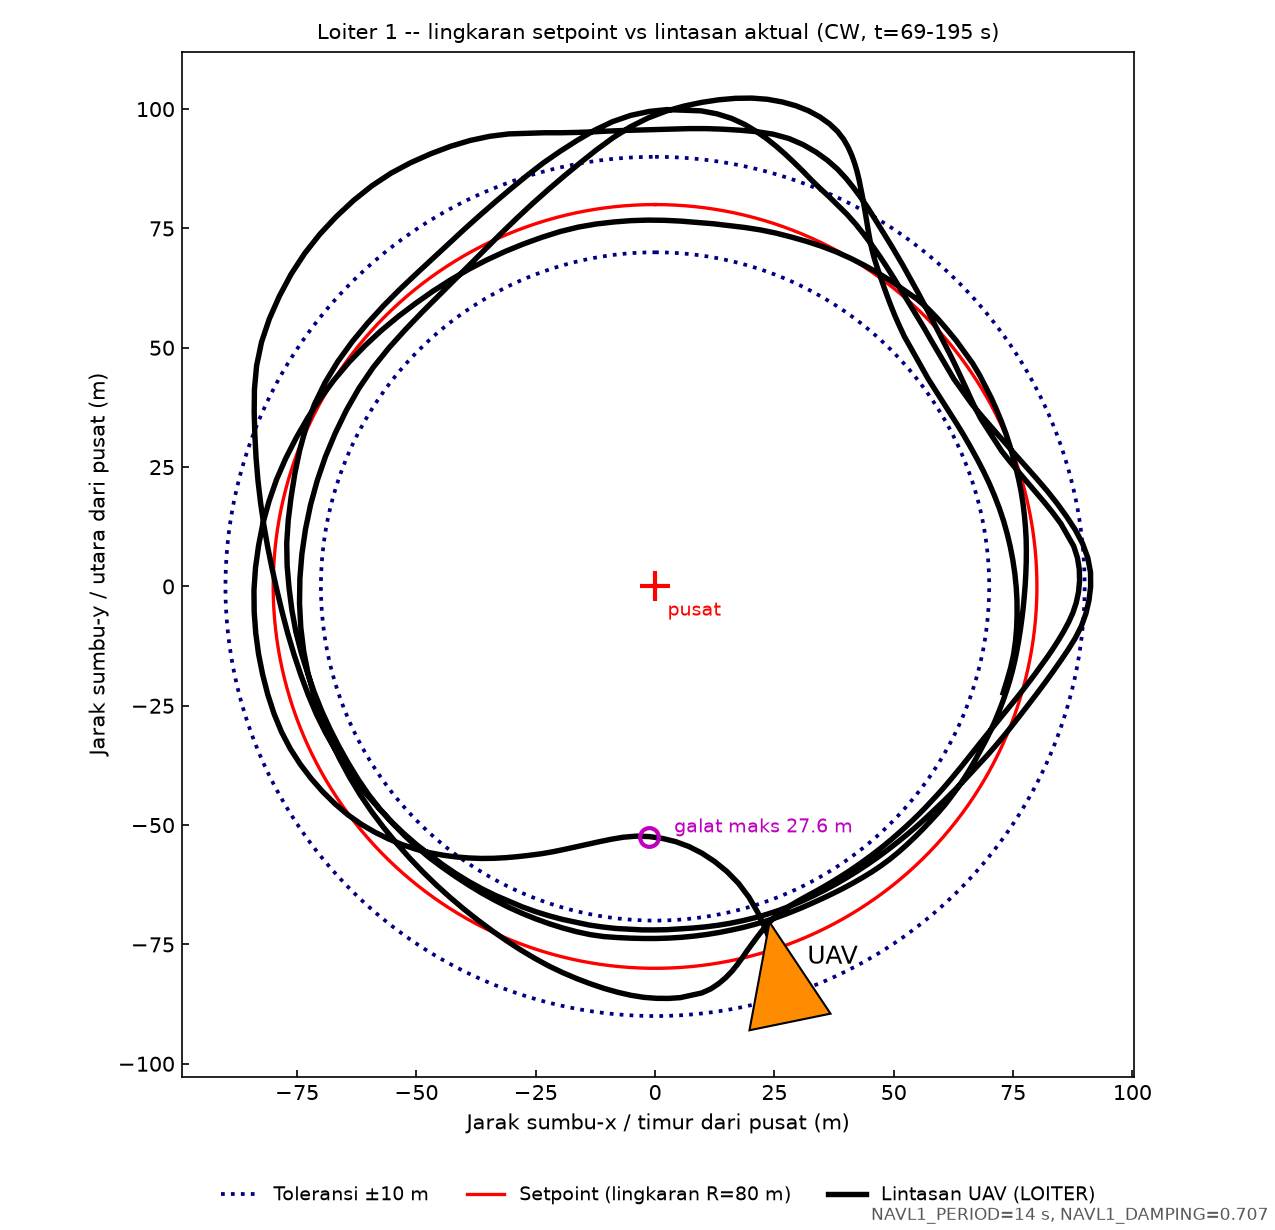 Loiter 1 -- lingkaran setpoint vs lintasan aktual (CW, t=69-195 s)
Jarak sumbu-y / utara dari pusat (m)
100
75
50
25
0
−25
−50
−75
−100
pusat
galat maks 27.6 m
UAV
−75
−50
−25
0
25
50
75
100
Jarak sumbu-x / timur dari pusat (m)
Toleransi ±10 m
Setpoint (lingkaran R=80 m)
Lintasan UAV (LOITER)
NAVL1_PERIOD=14 s, NAVL1_DAMPING=0.707